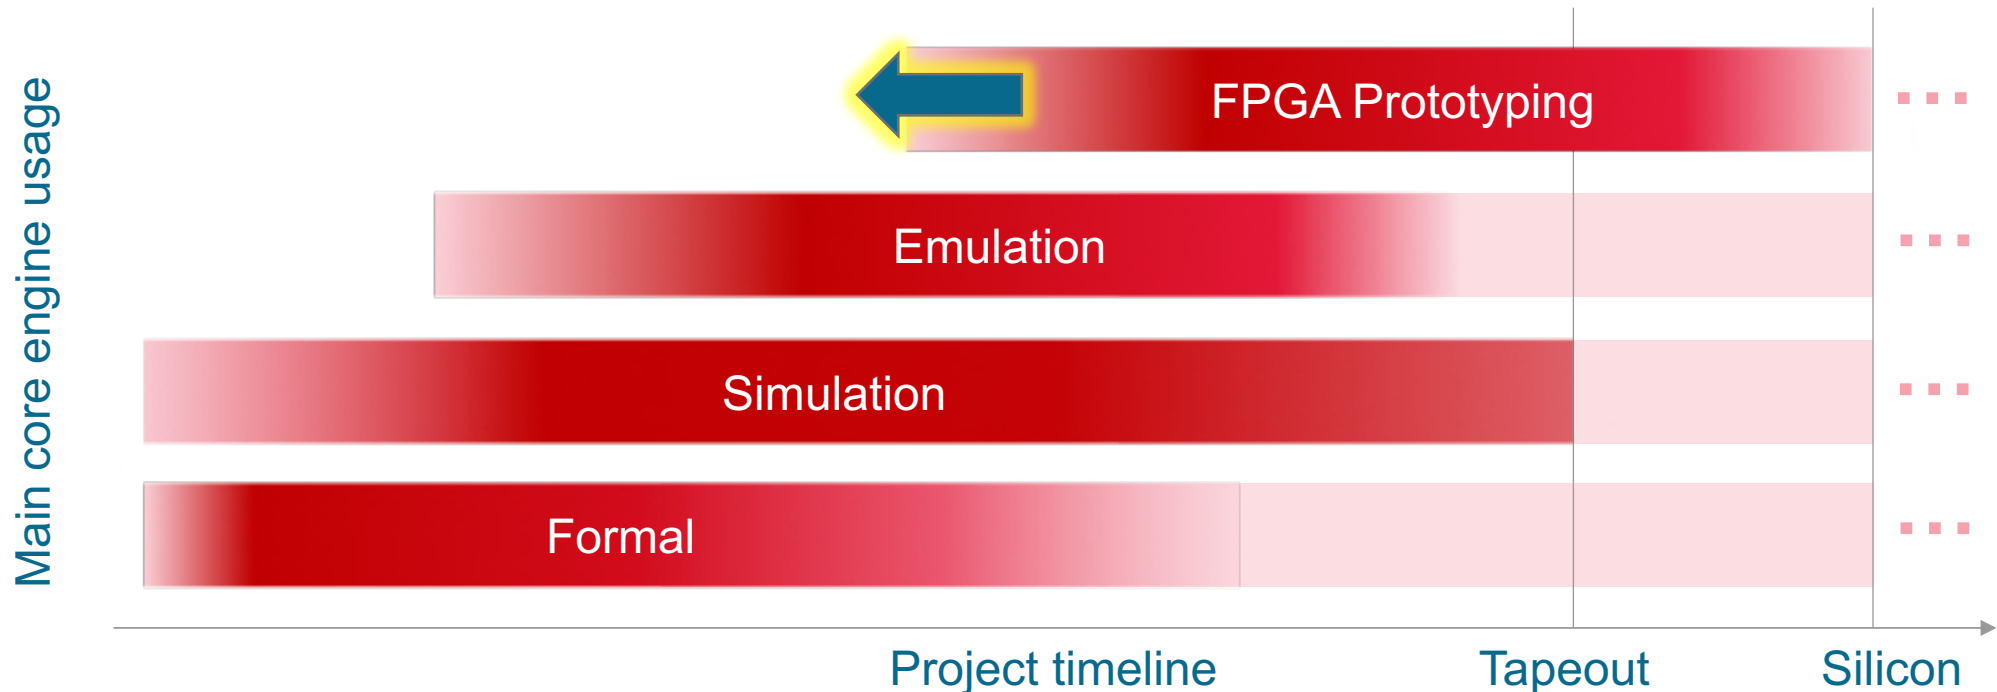 Main core engine usage
FPGA Prototyping
Emulation
Simulation
Formal
Project timeline
Tapeout
Silicon